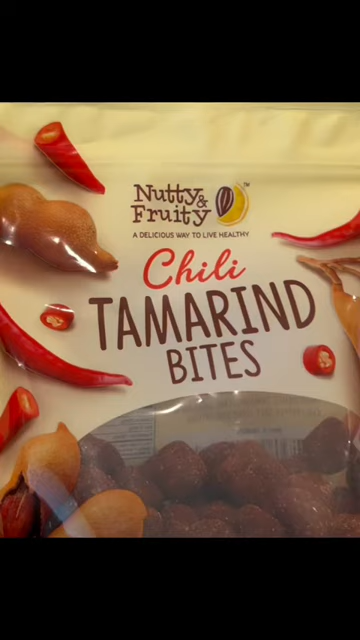 Nutty &
Fruity
™
A DELICIOUS WAY TO LIVE HEALTHY
Chili
TAMARIND
BITES